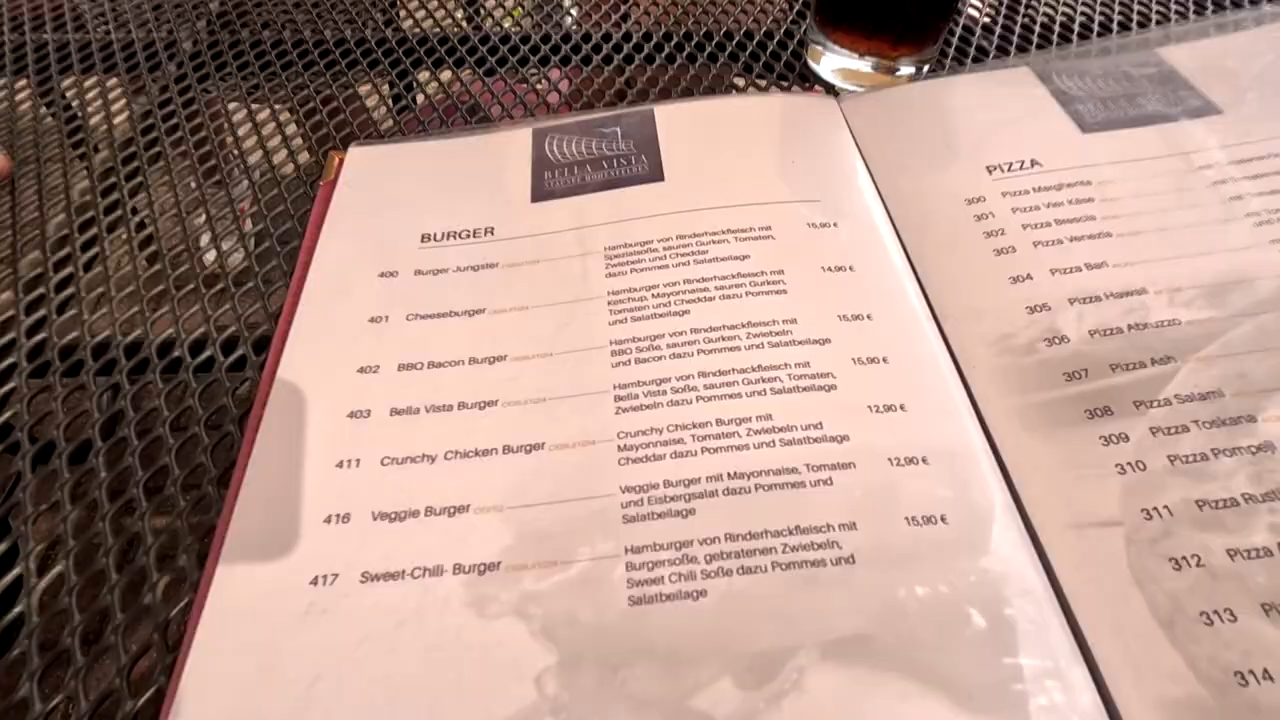 BELLA VISTA
STAUSEE HOHENFELDEN
BURGER
400 Burger Jungster
Hamburger von Rinderhackfleisch mit
Spezialsoße, sauren Gurken, Tomaten,
Zwiebeln und Cheddar
dazu Pommes und Salatbeilage
15,90 €
401 Cheeseburger
Hamburger von Rinderhackfleisch mit
Ketchup, Mayonnaise, sauren Gurken,
Tomaten und Cheddar dazu Pommes
und Salatbeilage
14,90 €
402 BBQ Bacon Burger
Hamburger von Rinderhackfleisch mit
BBQ Soße, sauren Gurken, Zwiebeln
und Bacon dazu Pommes und Salatbeilage
15,90 €
403 Bella Vista Burger
Hamburger von Rinderhackfleisch mit
Bella Vista Soße, sauren Gurken, Tomaten,
Zwiebeln dazu Pommes und Salatbeilage
15,90 €
411 Crunchy Chicken Burger
Crunchy Chicken Burger mit
Mayonnaise, Tomaten, Zwiebeln und
Cheddar dazu Pommes und Salatbeilage
12,90 €
416 Veggie Burger
Veggie Burger mit Mayonnaise, Tomaten
und Eisbergsalat dazu Pommes und
Salatbeilage
12,90 €
417 Sweet-Chili- Burger
Hamburger von Rinderhackfleisch mit
Burgersoße, gebratenen Zwiebeln,
Sweet Chili Soße dazu Pommes und
Salatbeilage
15,90 €
BELLA VISTA
PIZZA
300 Pizza Margherita
301 Pizza Vier Käse
302 Pizza Brescia
303 Pizza Venezia
304 Pizza Bari
305 Pizza Hawaii
306 Pizza Abruzzo
307 Pizza Ash
308 Pizza Salami
309 Pizza Toskana
310 Pizza Pompeji
311 Pizza Rust
312 Pizza
313
314